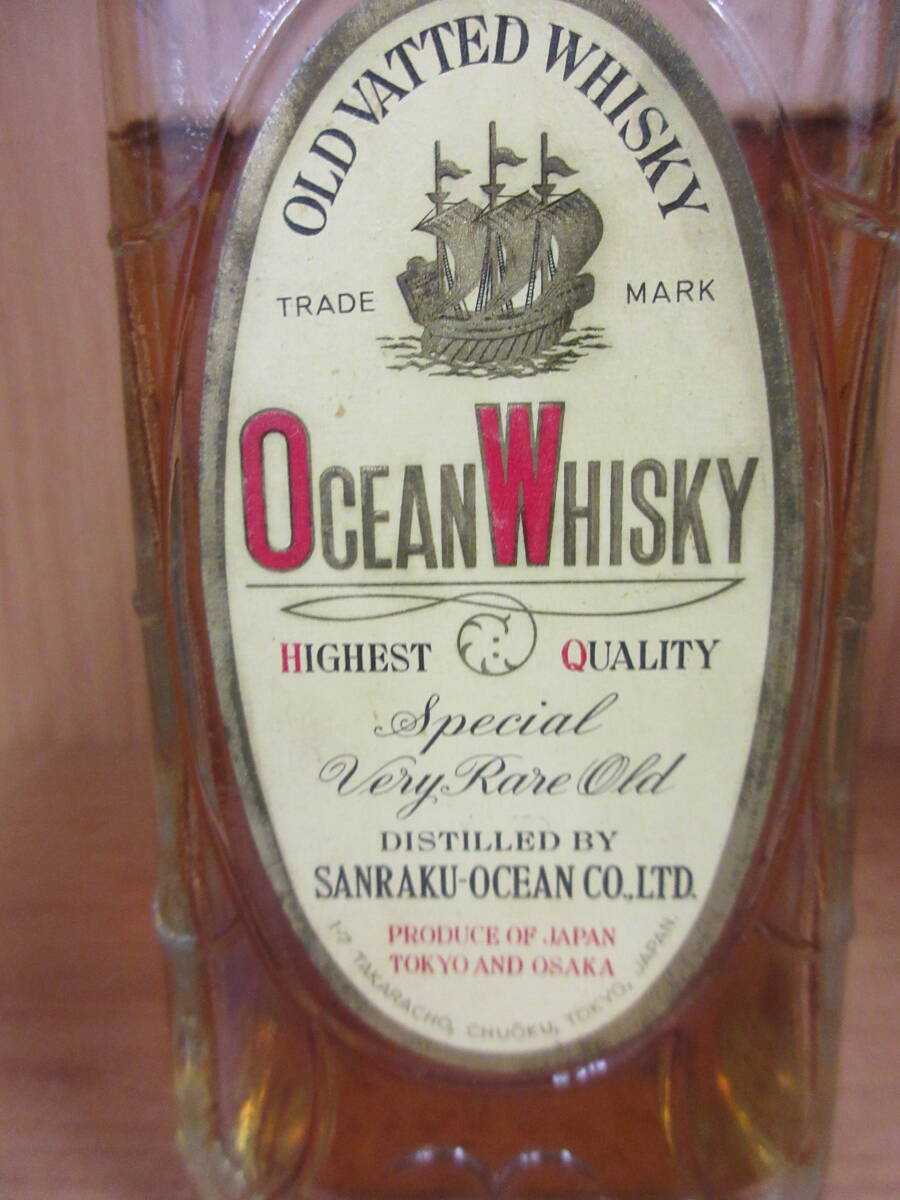 OLD VATTED WHISKY
TRADE MARK
OCEAN WHISKY
HIGHEST QUALITY
Special
Very Rare Old
DISTILLED BY
SANRAKU-OCEAN CO.,LTD.
PRODUCE OF JAPAN
TOKYO AND OSAKA
1-7 TAKARACHO, CHUŌKU, TOKYO, JAPAN.